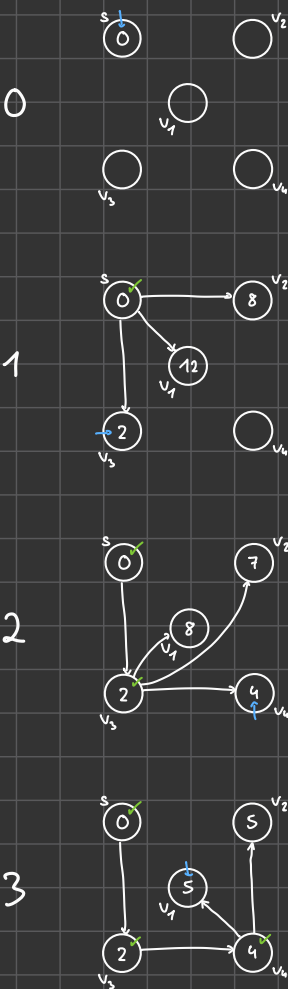 s v₂
0
0
v₁
v₃ v₄
s v₂
0 8
1 12
v₁
2
v₃ v₄
s v₂
0 7
2 8
v₁
2 4
v₃ v₄
s v₂
0 5
3 5
v₁
2 4
v₃ v₄